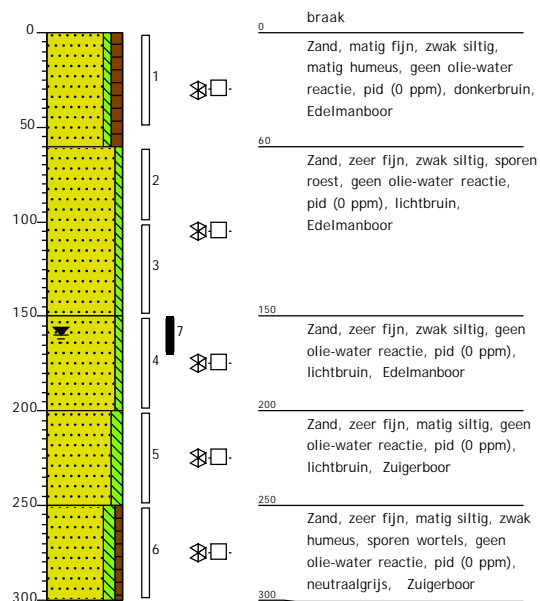 braak
0
0
Zand, matig fijn, zwak siltig,
matig humeus, geen olie-water
reactie, pid (0 ppm), donkerbruin,
Edelmanboor
1
50
60
Zand, zeer fijn, zwak siltig, sporen
roest, geen olie-water reactie,
pid (0 ppm), lichtbruin,
Edelmanboor
2
100
3
150
150
Zand, zeer fijn, zwak siltig, geen
olie-water reactie, pid (0 ppm),
lichtbruin, Edelmanboor
7
4
200
200
Zand, zeer fijn, matig siltig, geen
olie-water reactie, pid (0 ppm),
lichtbruin, Zuigerboor
5
250
250
Zand, zeer fijn, matig siltig, zwak
humeus, sporen wortels, geen
olie-water reactie, pid (0 ppm),
neutraalgrijs, Zuigerboor
6
300
300